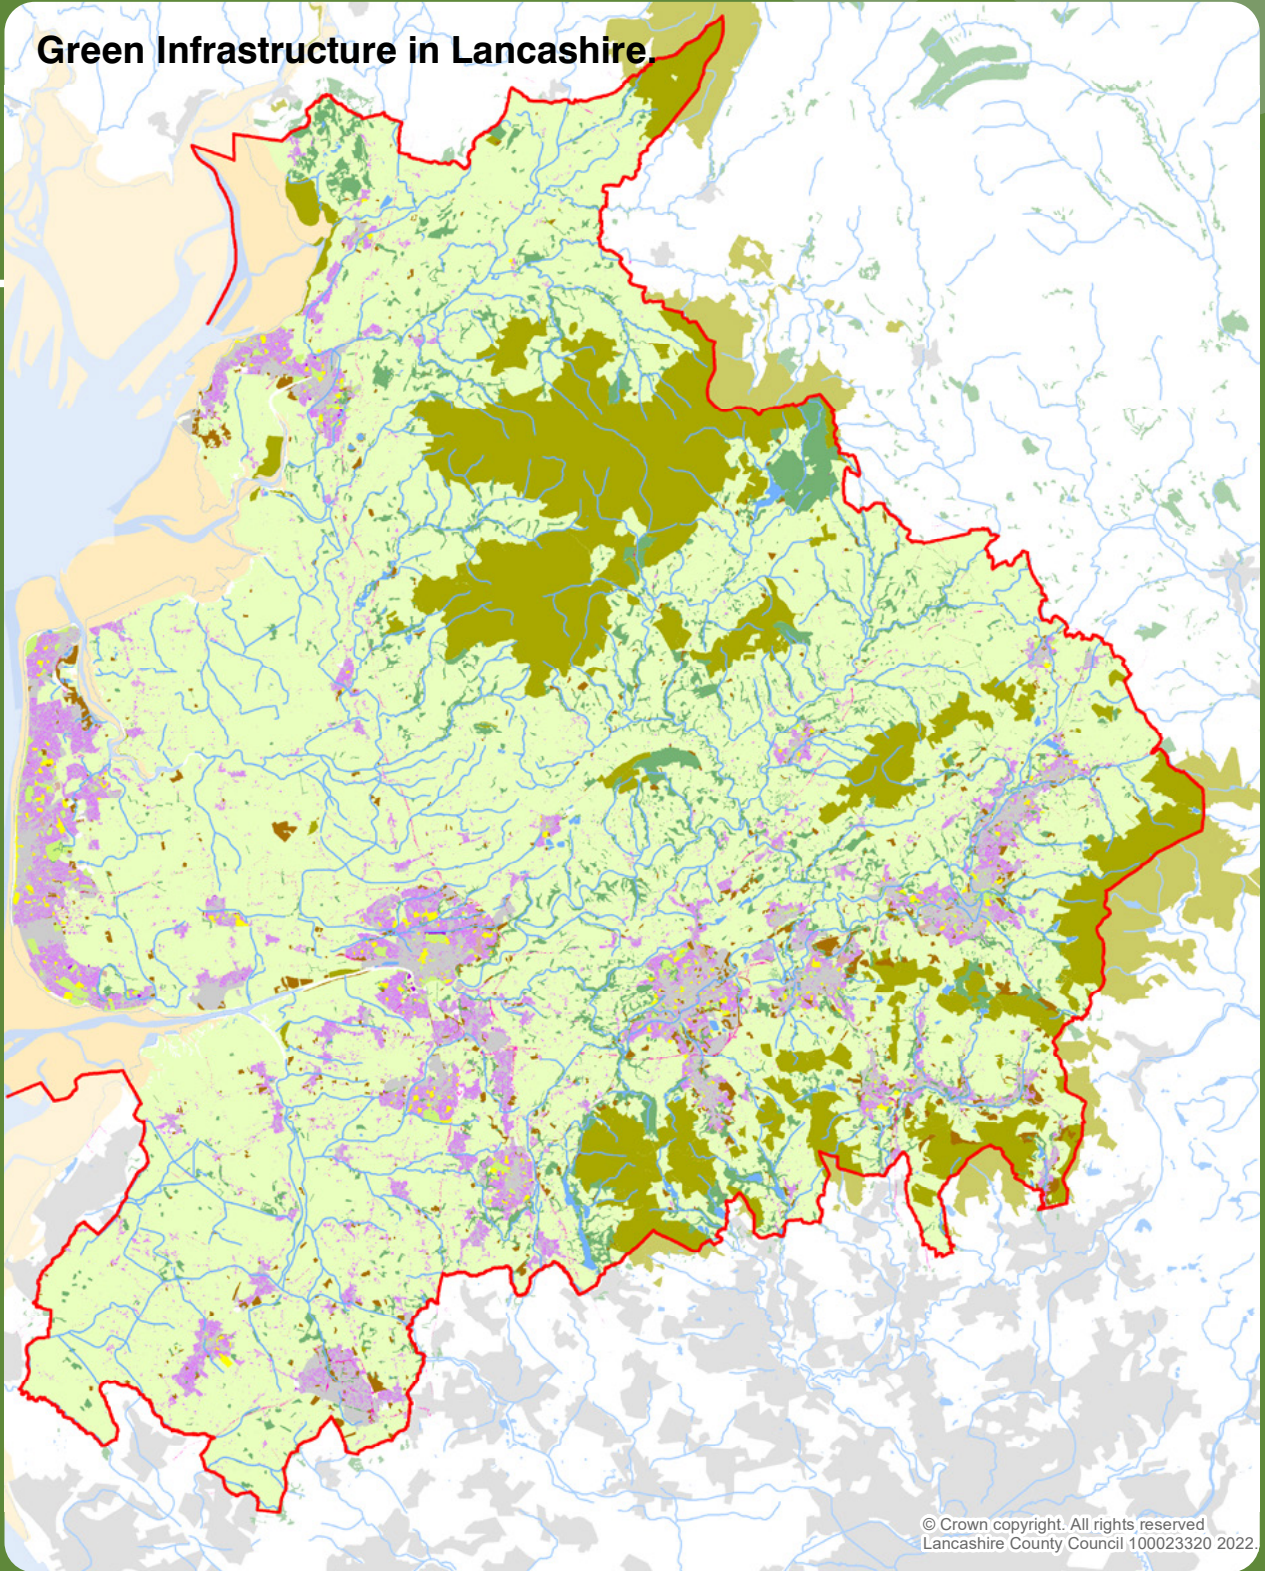 Green Infrastructure in Lancashire.
© Crown copyright. All rights reserved
Lancashire County Council 100023320 2022.